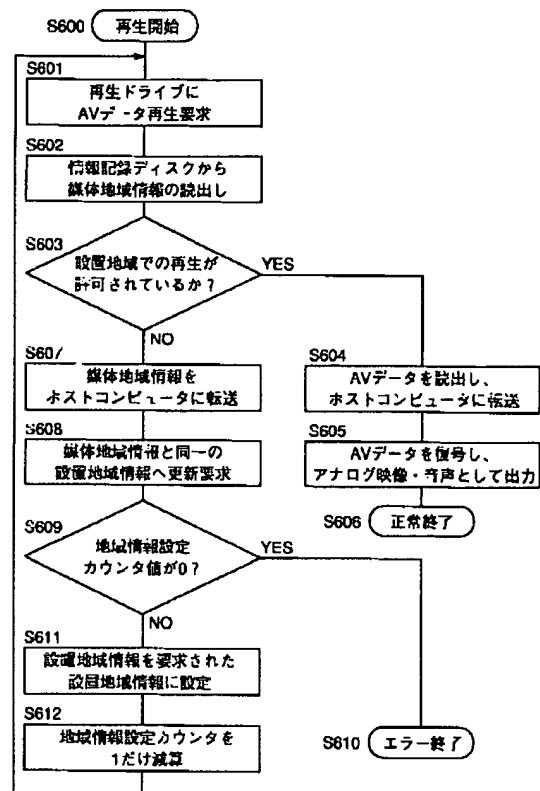 S600
再生開始
S601
再生ドライブに
AVデータ再生要求
S602
情報記録ディスクから
媒体地域情報の読出し
S603
設置地域での再生が
許可されているか？
YES
NO
S604
AVデータを読出し、
ホストコンピュータに転送
S605
AVデータを復号し、
アナログ映像・音声として出力
S606
正常終了
S607
媒体地域情報を
ホストコンピュータに転送
S608
媒体地域情報と同一の
設置地域情報へ更新要求
S609
地域情報設定
カウンタ値が0？
YES
NO
S611
設置地域情報を要求された
設置地域情報に設定
S612
地域情報設定カウンタを
1だけ減算
S610
エラー終了